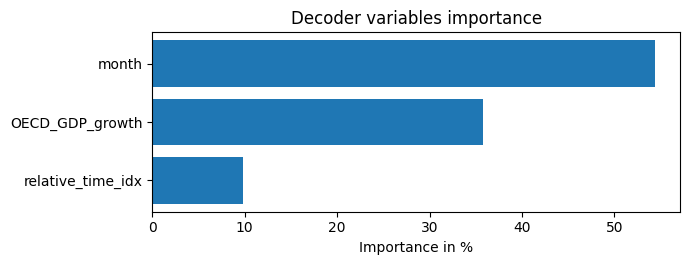 Decoder variables importance
month
OECD_GDP_growth
relative_time_idx
0 10 20 30 40 50
Importance in %